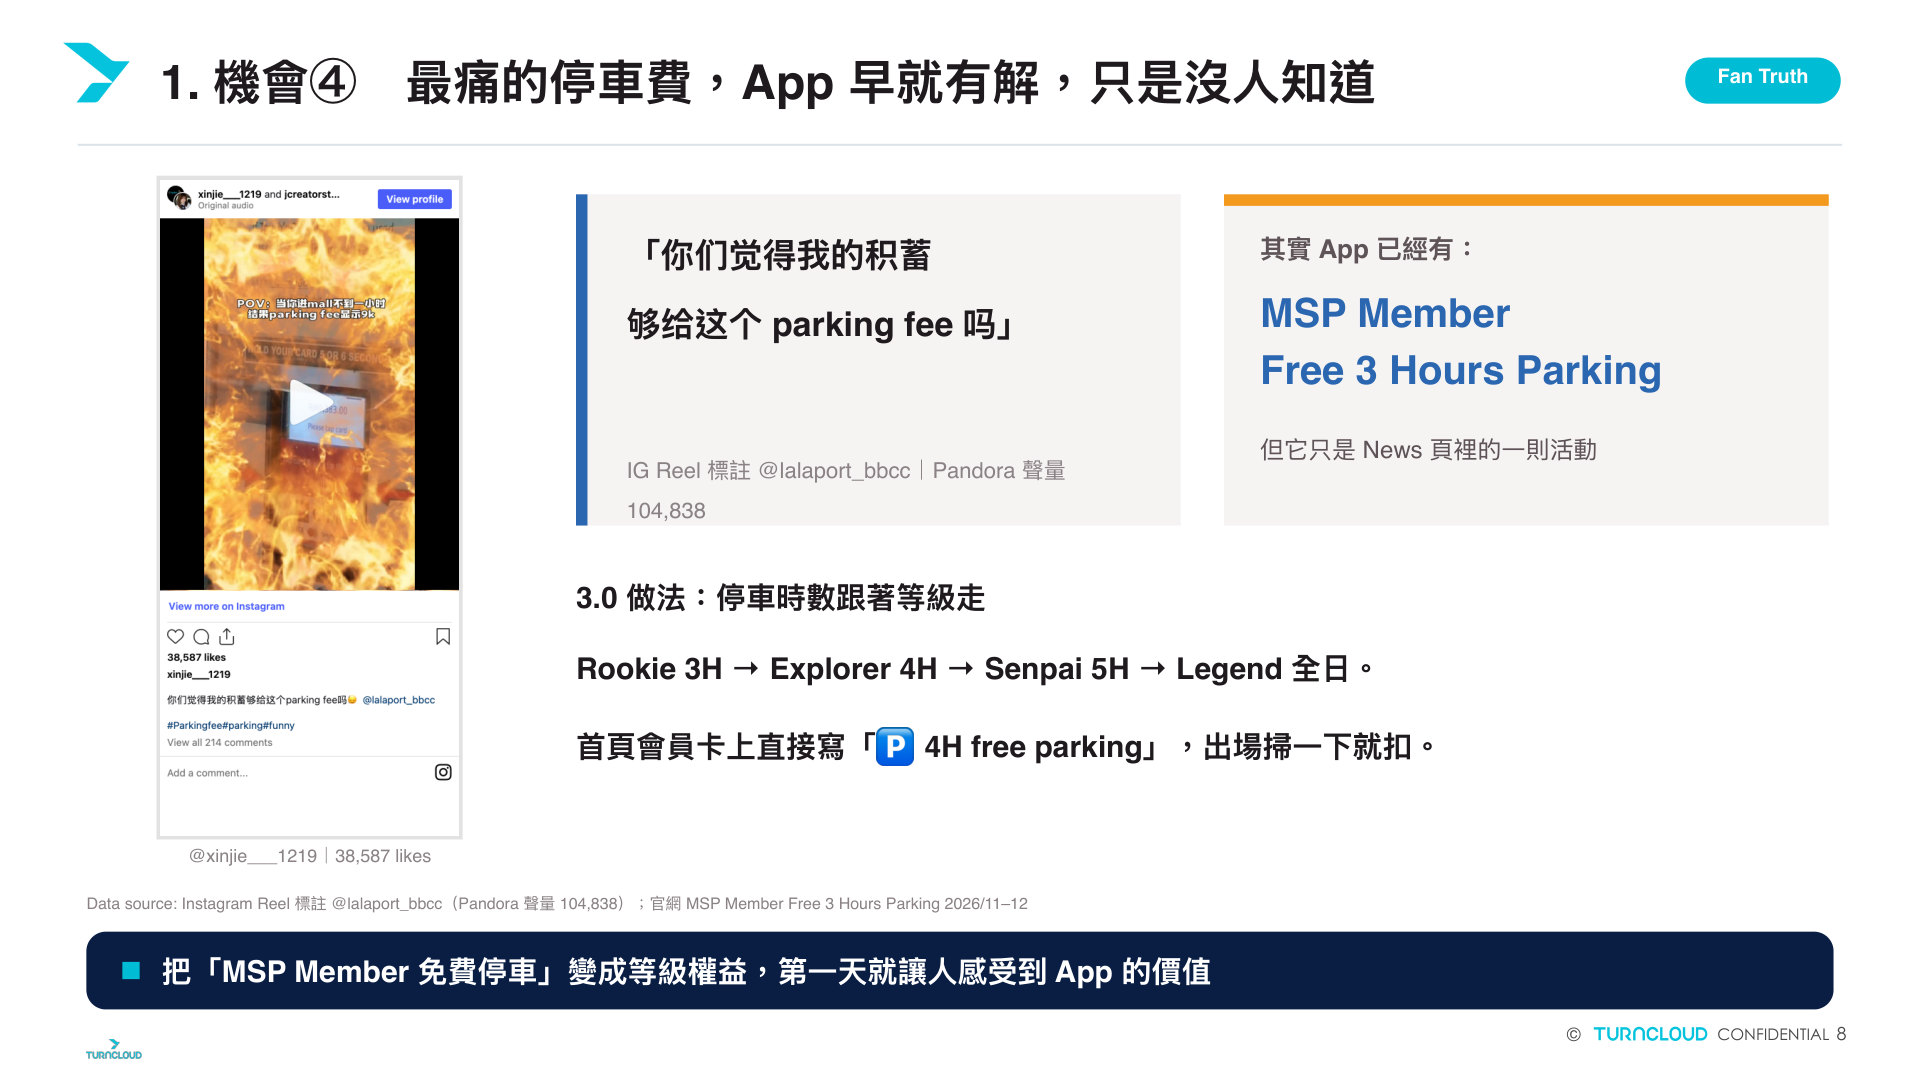 1. 機會④　最痛的停車費，App 早就有解，只是沒人知道
Fan Truth
xinjie___1219 and jcreatorst...
Original audio
View profile
POV：当你进mall不到一小时
结果parking fee显示9k
HOLD YOUR CARD 5 OR 6 SECOND
Please tap card
View more on Instagram
38,587 likes
xinjie___1219
你们觉得我的积蓄够给这个parking fee吗😔 @lalaport_bbcc
#Parkingfee#parking#funny
View all 214 comments
Add a comment...
@xinjie___1219｜38,587 likes
「你们觉得我的积蓄
够给这个 parking fee 吗」
IG Reel 標註 @lalaport_bbcc｜Pandora 聲量
104,838
其實 App 已經有：
MSP Member
Free 3 Hours Parking
但它只是 News 頁裡的一則活動
3.0 做法：停車時數跟著等級走
Rookie 3H → Explorer 4H → Senpai 5H → Legend 全日。
首頁會員卡上直接寫「🅿️ 4H free parking」，出場掃一下就扣。
Data source: Instagram Reel 標註 @lalaport_bbcc（Pandora 聲量 104,838）；官網 MSP Member Free 3 Hours Parking 2026/11–12
把「MSP Member 免費停車」變成等級權益，第一天就讓人感受到 App 的價值
TURNCLOUD
© TURNCLOUD CONFIDENTIAL 8